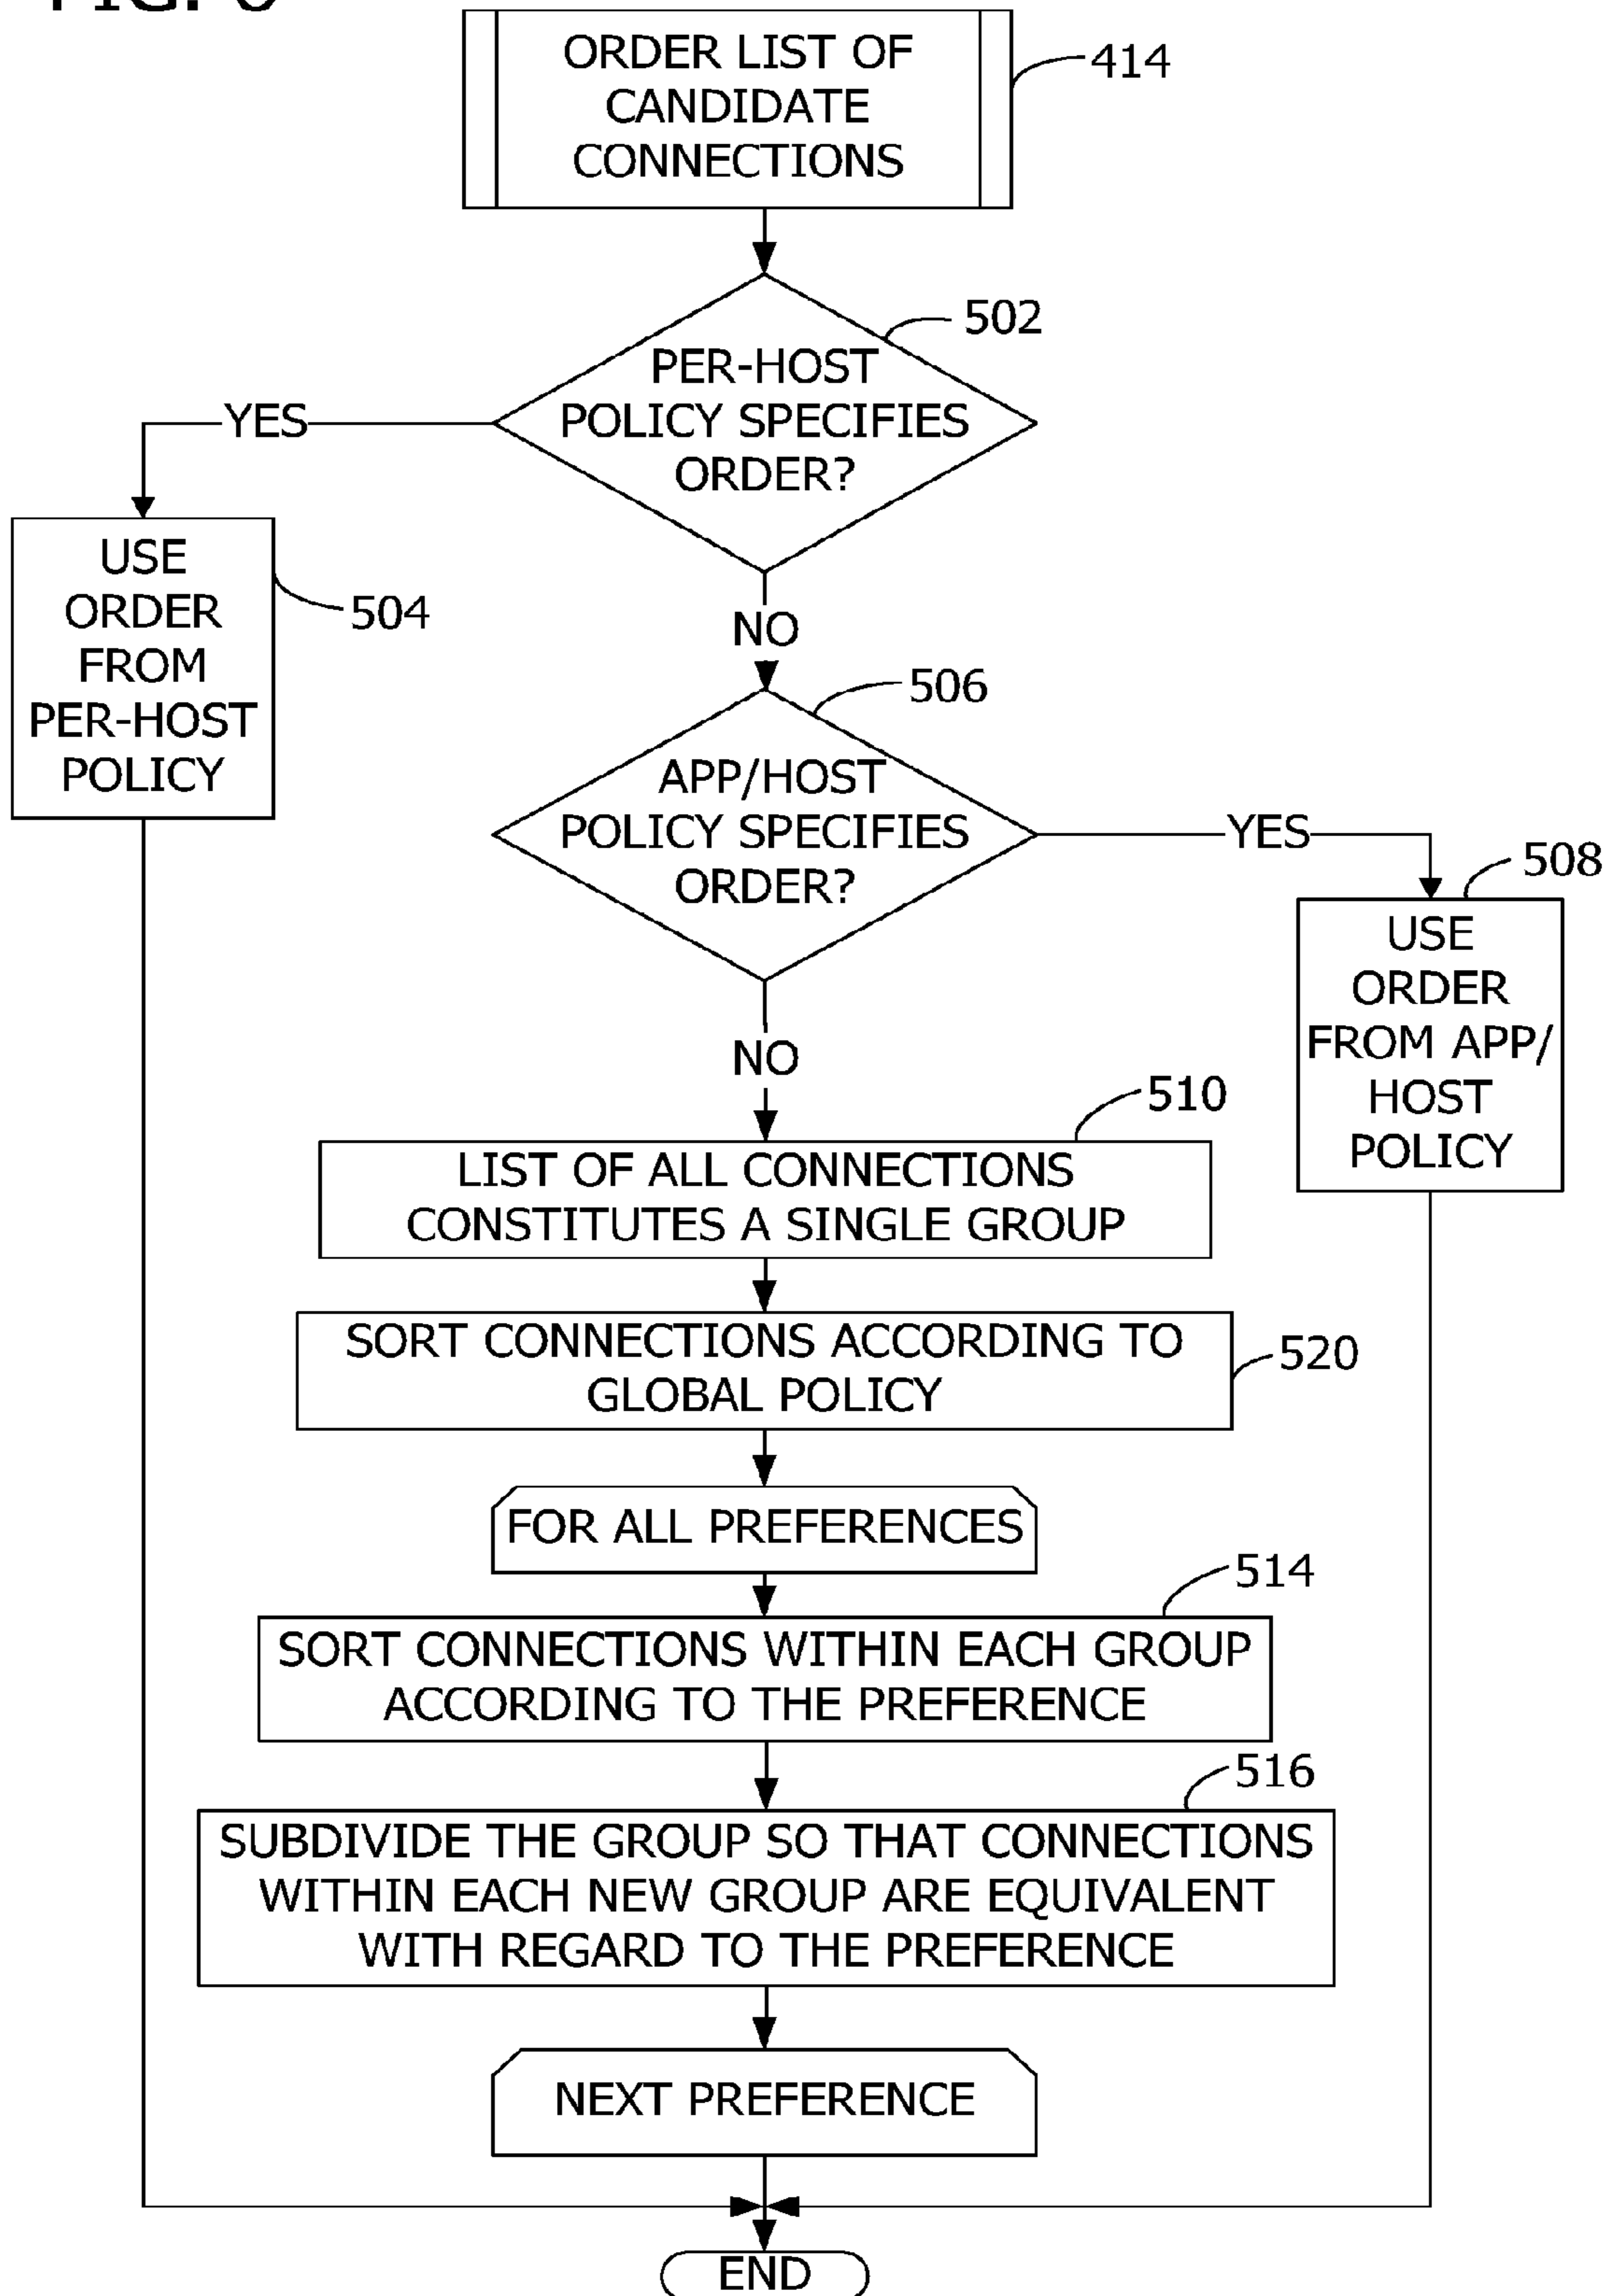 ORDER LIST OF
CANDIDATE
CONNECTIONS
414
502
PER-HOST
POLICY SPECIFIES
ORDER?
YES
USE
ORDER
FROM
PER-HOST
POLICY
504
NO
506
APP/HOST
POLICY SPECIFIES
ORDER?
YES
508
USE
ORDER
FROM APP/
HOST
POLICY
NO
510
LIST OF ALL CONNECTIONS
CONSTITUTES A SINGLE GROUP
SORT CONNECTIONS ACCORDING TO
GLOBAL POLICY
520
FOR ALL PREFERENCES
514
SORT CONNECTIONS WITHIN EACH GROUP
ACCORDING TO THE PREFERENCE
516
SUBDIVIDE THE GROUP SO THAT CONNECTIONS
WITHIN EACH NEW GROUP ARE EQUIVALENT
WITH REGARD TO THE PREFERENCE
NEXT PREFERENCE
END